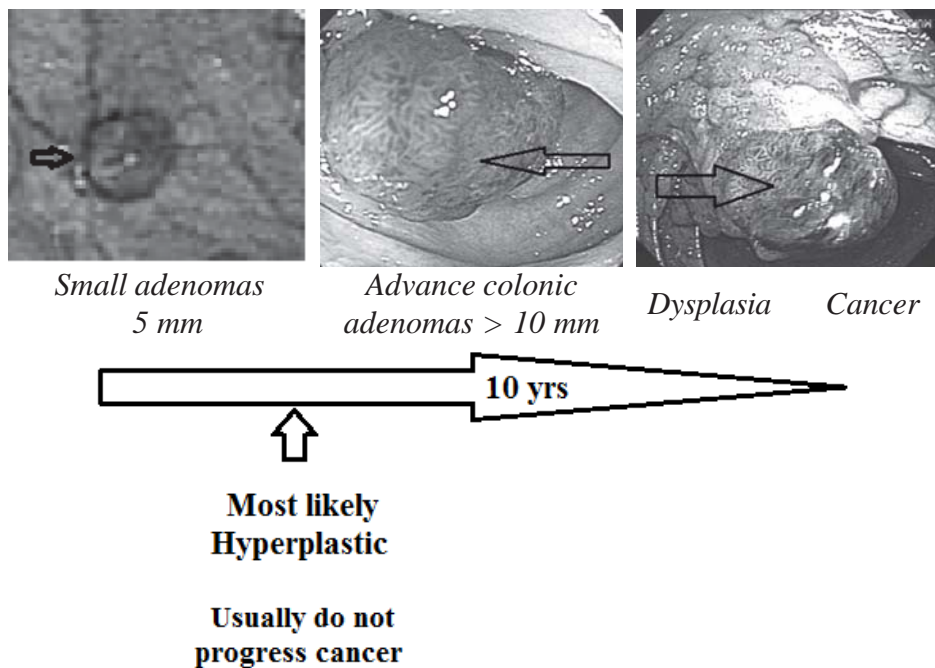 Small adenomas
5 mm
Advance colonic
adenomas > 10 mm
Dysplasia Cancer
10 yrs
Most likely
Hyperplastic
Usually do not
progress cancer